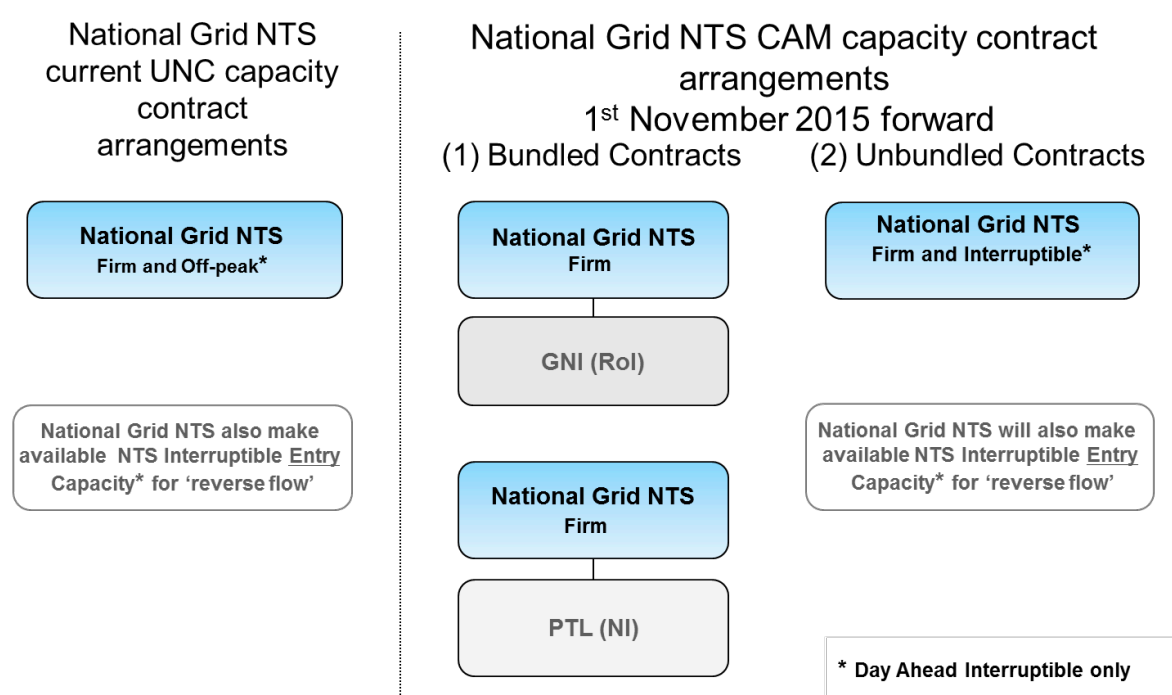 National Grid NTS
current UNC capacity
contract
arrangements
National Grid NTS
Firm and Off-peak*
National Grid NTS also make
available NTS Interruptible Entry
Capacity* for ‘reverse flow’
National Grid NTS CAM capacity contract
arrangements
1st November 2015 forward
(1) Bundled Contracts
National Grid NTS
Firm
GNI (RoI)
National Grid NTS
Firm
PTL (NI)
(2) Unbundled Contracts
National Grid NTS
Firm and Interruptible*
National Grid NTS will also make
available NTS Interruptible Entry
Capacity* for ‘reverse flow’
* Day Ahead Interruptible only